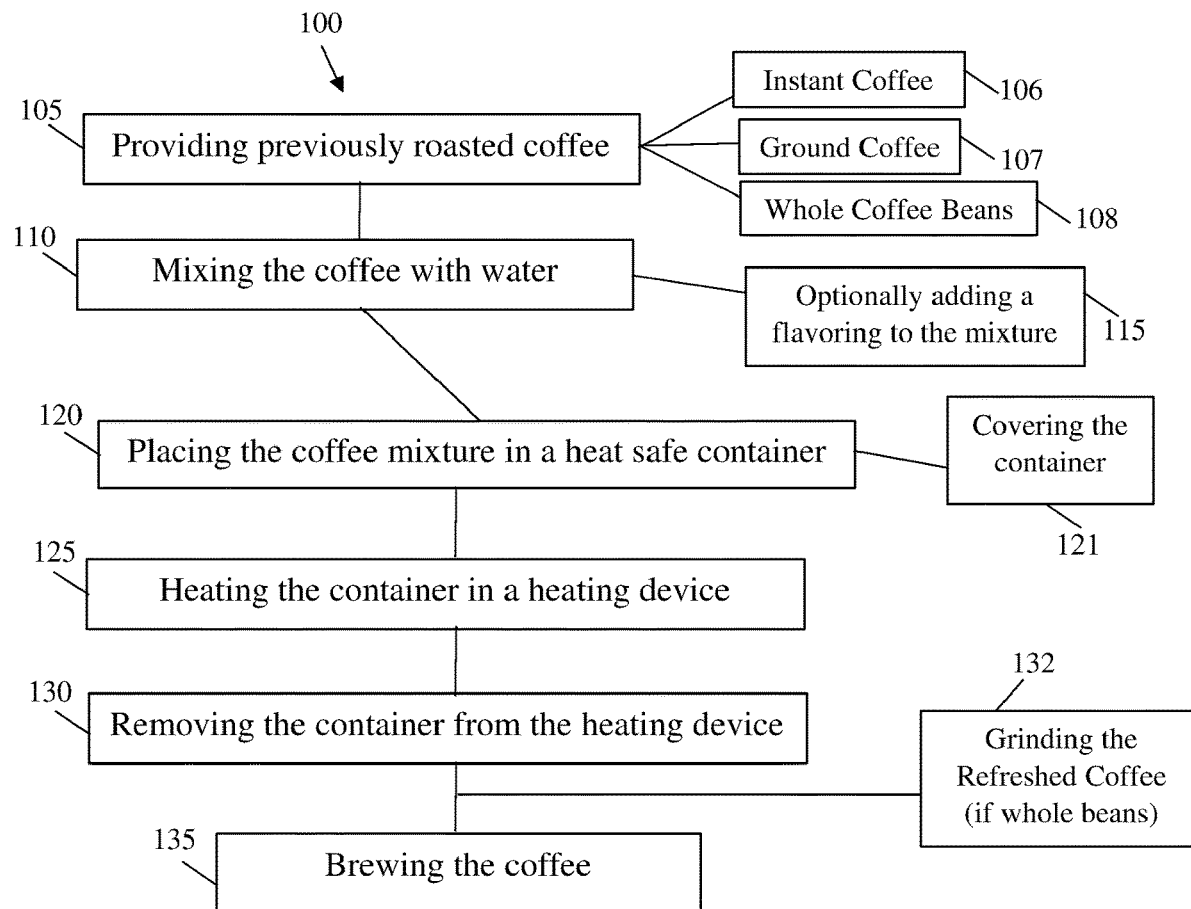 100
105
Providing previously roasted coffee
Instant Coffee
106
Ground Coffee
107
Whole Coffee Beans
108
110
Mixing the coffee with water
Optionally adding a
flavoring to the mixture
115
120
Placing the coffee mixture in a heat safe container
Covering the
container
121
125
Heating the container in a heating device
130
Removing the container from the heating device
132
Grinding the
Refreshed Coffee
(if whole beans)
135
Brewing the coffee